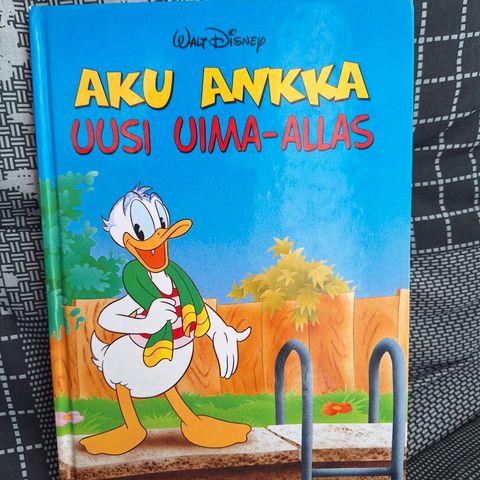 WALT DISNEY
AKU ANKKA
UUSI UIMA-ALLAS